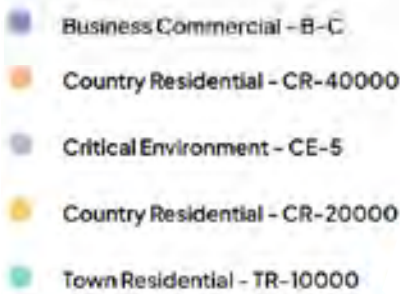 Business Commercial - B-C
Country Residential - CR-40000
Critical Environment - CE-5
Country Residential - CR-20000
Town Residential - TR-10000